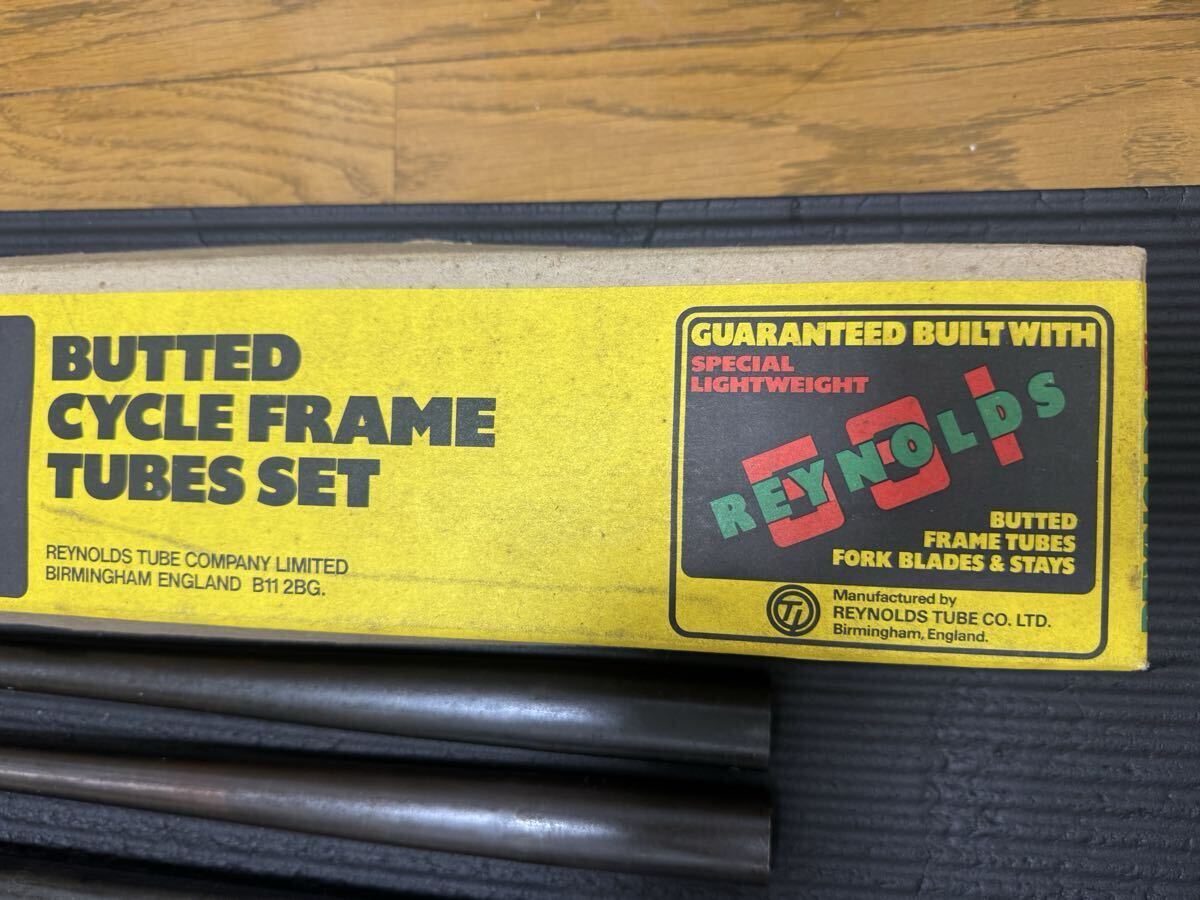 BUTTED
CYCLE FRAME
TUBES SET
REYNOLDS TUBE COMPANY LIMITED
BIRMINGHAM ENGLAND B11 2BG.
GUARANTEED BUILT WITH
SPECIAL
LIGHTWEIGHT
531
REYNOLDS
BUTTED
FRAME TUBES
FORK BLADES & STAYS
TI
Manufactured by
REYNOLDS TUBE CO. LTD.
Birmingham, England.